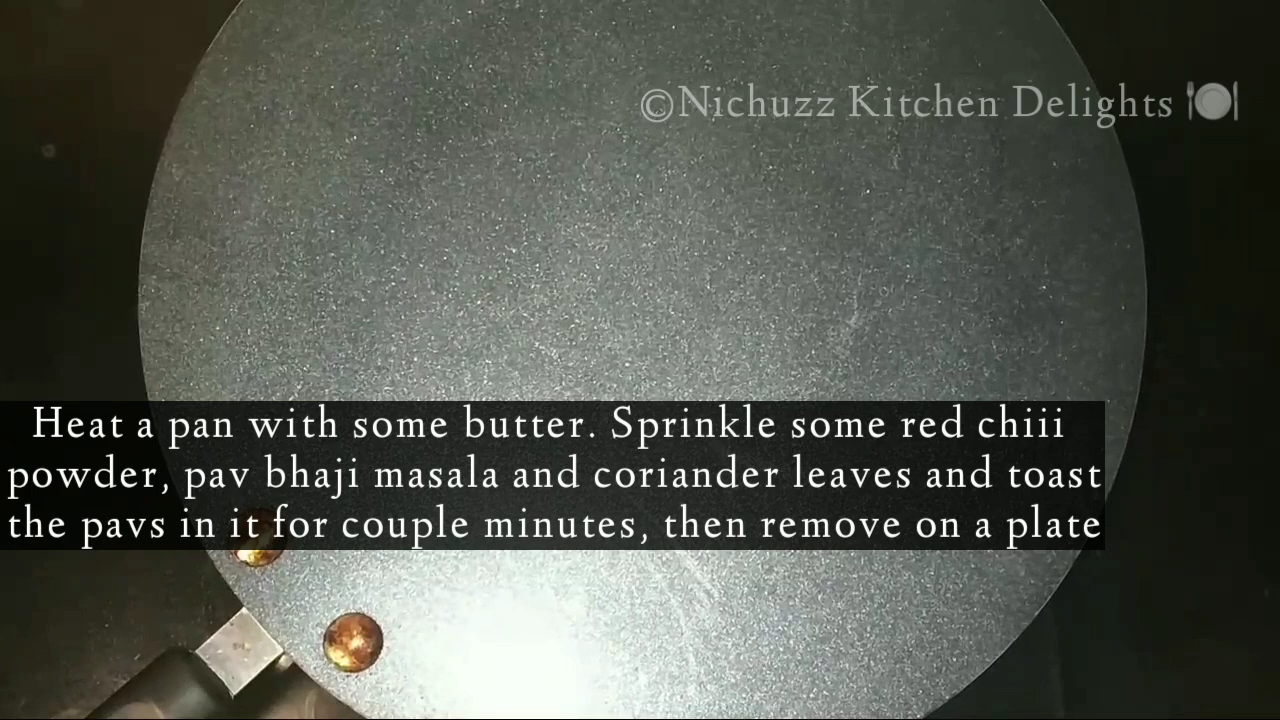 ©Nichuzz Kitchen Delights 🍽
Heat a pan with some butter. Sprinkle some red chiii
powder, pav bhaji masala and coriander leaves and toast
the pavs in it for couple minutes, then remove on a plate